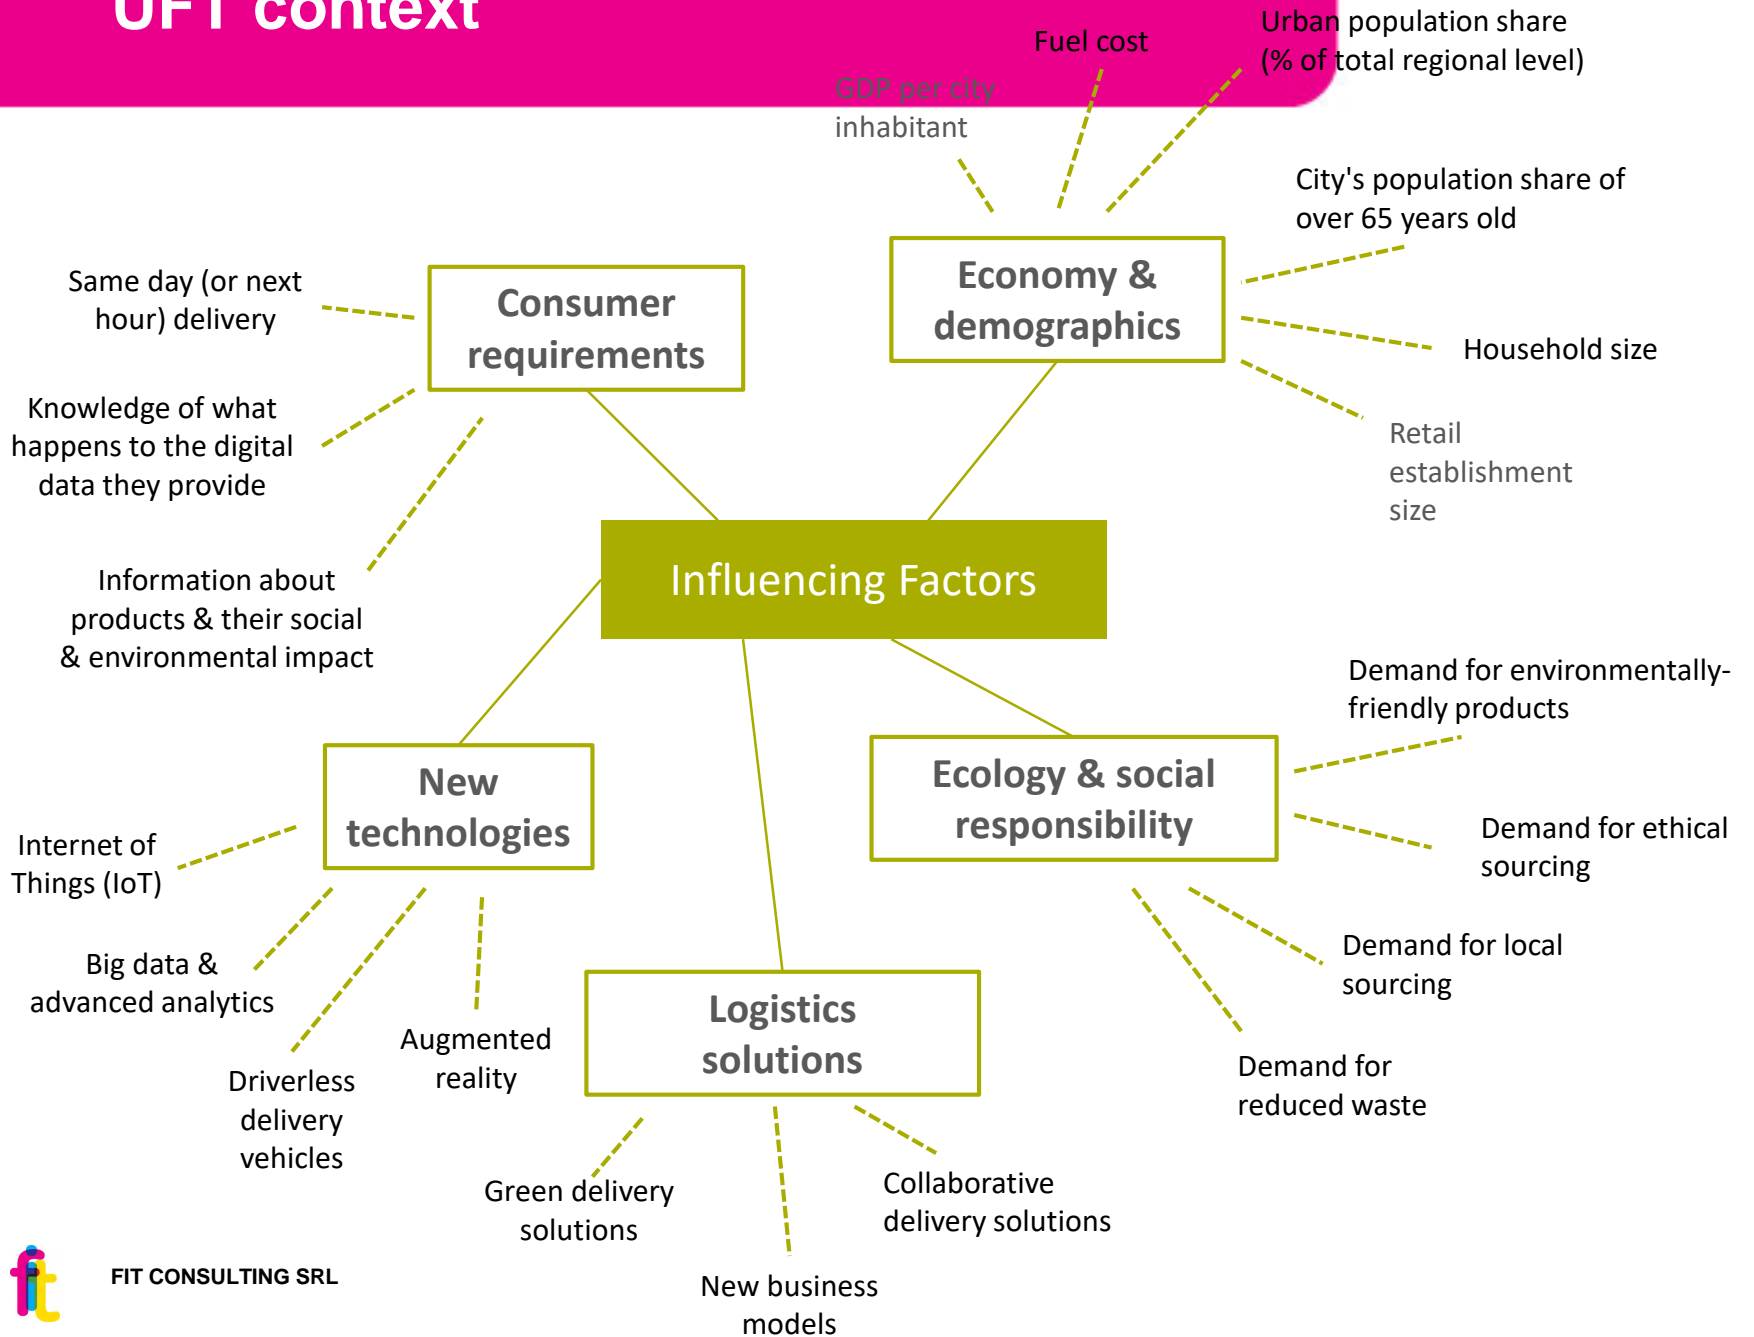 UFT context
Fuel cost
Urban population share
(% of total regional level)
GDP per city
inhabitant
City's population share of
over 65 years old
Economy &
demographics
Household size
Retail
establishment
size
Consumer
requirements
Same day (or next
hour) delivery
Knowledge of what
happens to the digital
data they provide
Information about
products & their social
& environmental impact
Influencing Factors
New
technologies
Internet of
Things (IoT)
Big data &
advanced analytics
Driverless
delivery
vehicles
Augmented
reality
Logistics
solutions
Green delivery
solutions
New business
models
Collaborative
delivery solutions
Ecology & social
responsibility
Demand for environmentally-
friendly products
Demand for ethical
sourcing
Demand for local
sourcing
Demand for
reduced waste
fit
FIT CONSULTING SRL